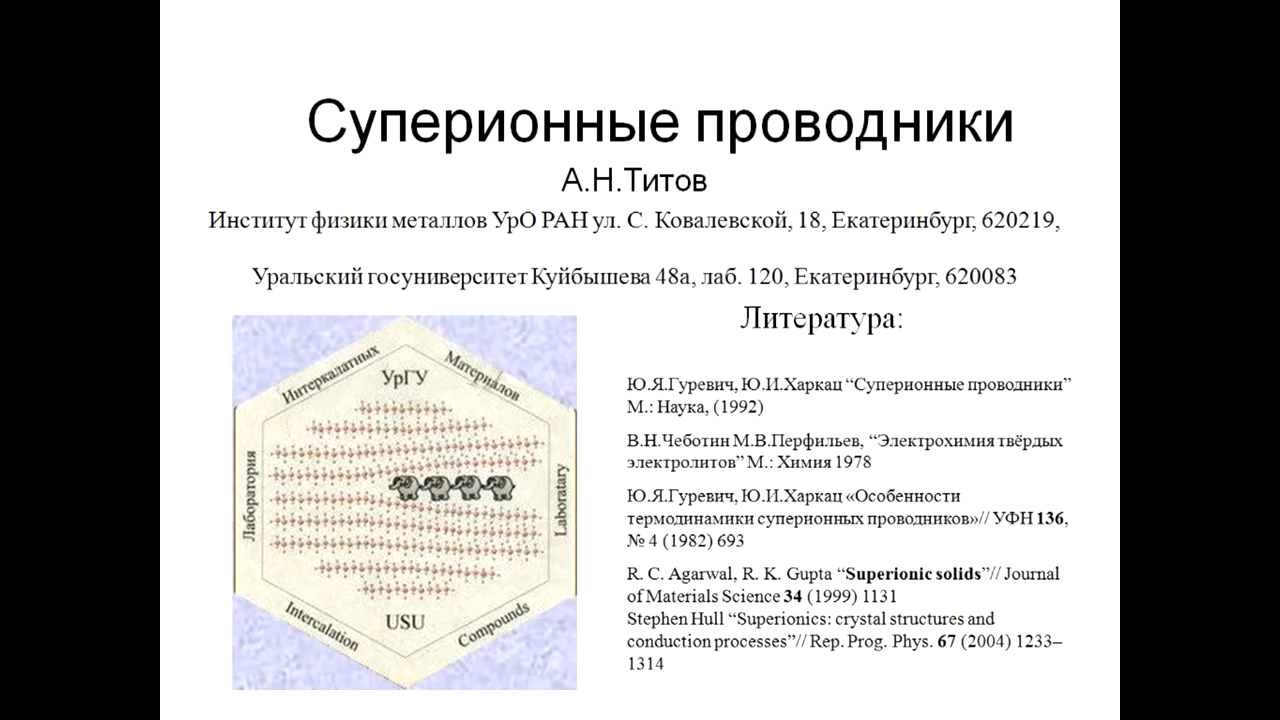 Суперионные проводники
А.Н.Титов
Институт физики металлов УрО РАН ул. С. Ковалевской, 18, Екатеринбург, 620219,
Уральский госуниверситет Куйбышева 48а, лаб. 120, Екатеринбург, 620083
Интеркалатных
Материалов
УрГУ
Лаборатория
Laboratary
USU
Intercalation
Compounds
Литература:
Ю.Я.Гуревич, Ю.И.Харкац “Суперионные проводники”
М.: Наука, (1992)
В.Н.Чеботин М.В.Перфильев, “Электрохимия твёрдых
электролитов” М.: Химия 1978
Ю.Я.Гуревич, Ю.И.Харкац «Особенности
термодинамики суперионных проводников»// УФН 136,
№ 4 (1982) 693
R. C. Agarwal, R. K. Gupta “Superionic solids”// Journal
of Materials Science 34 (1999) 1131
Stephen Hull “Superionics: crystal structures and
conduction processes”// Rep. Prog. Phys. 67 (2004) 1233–
1314